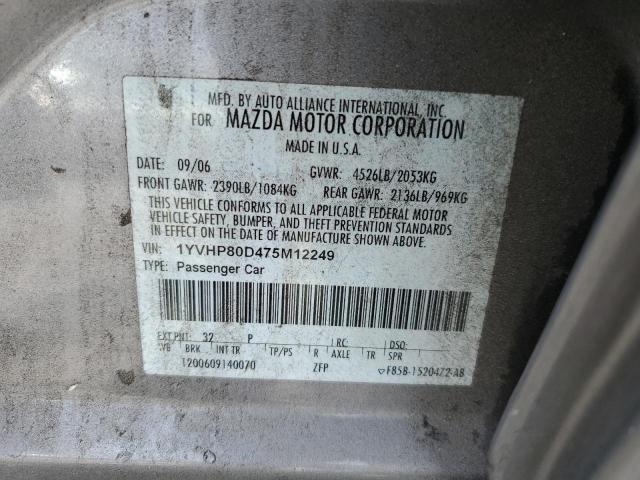 MFD. BY AUTO ALLIANCE INTERNATIONAL, INC.
FOR MAZDA MOTOR CORPORATION
MADE IN U.S.A.
DATE: 09/06 GVWR: 4526LB/2053KG
FRONT GAWR: 2390LB/1084KG REAR GAWR: 2136LB/969KG
THIS VEHICLE CONFORMS TO ALL APPLICABLE FEDERAL MOTOR
VEHICLE SAFETY, BUMPER, AND THEFT PREVENTION STANDARDS
IN EFFECT ON THE DATE OF MANUFACTURE SHOWN ABOVE.
VIN: 1YVHP80D475M12249
TYPE: Passenger Car
EXT PNT: 32 P RC: DSO:
WB BRK INT TR TP/PS R AXLE TR SPR
1200609140070 ZFP F85B-1520472-AB